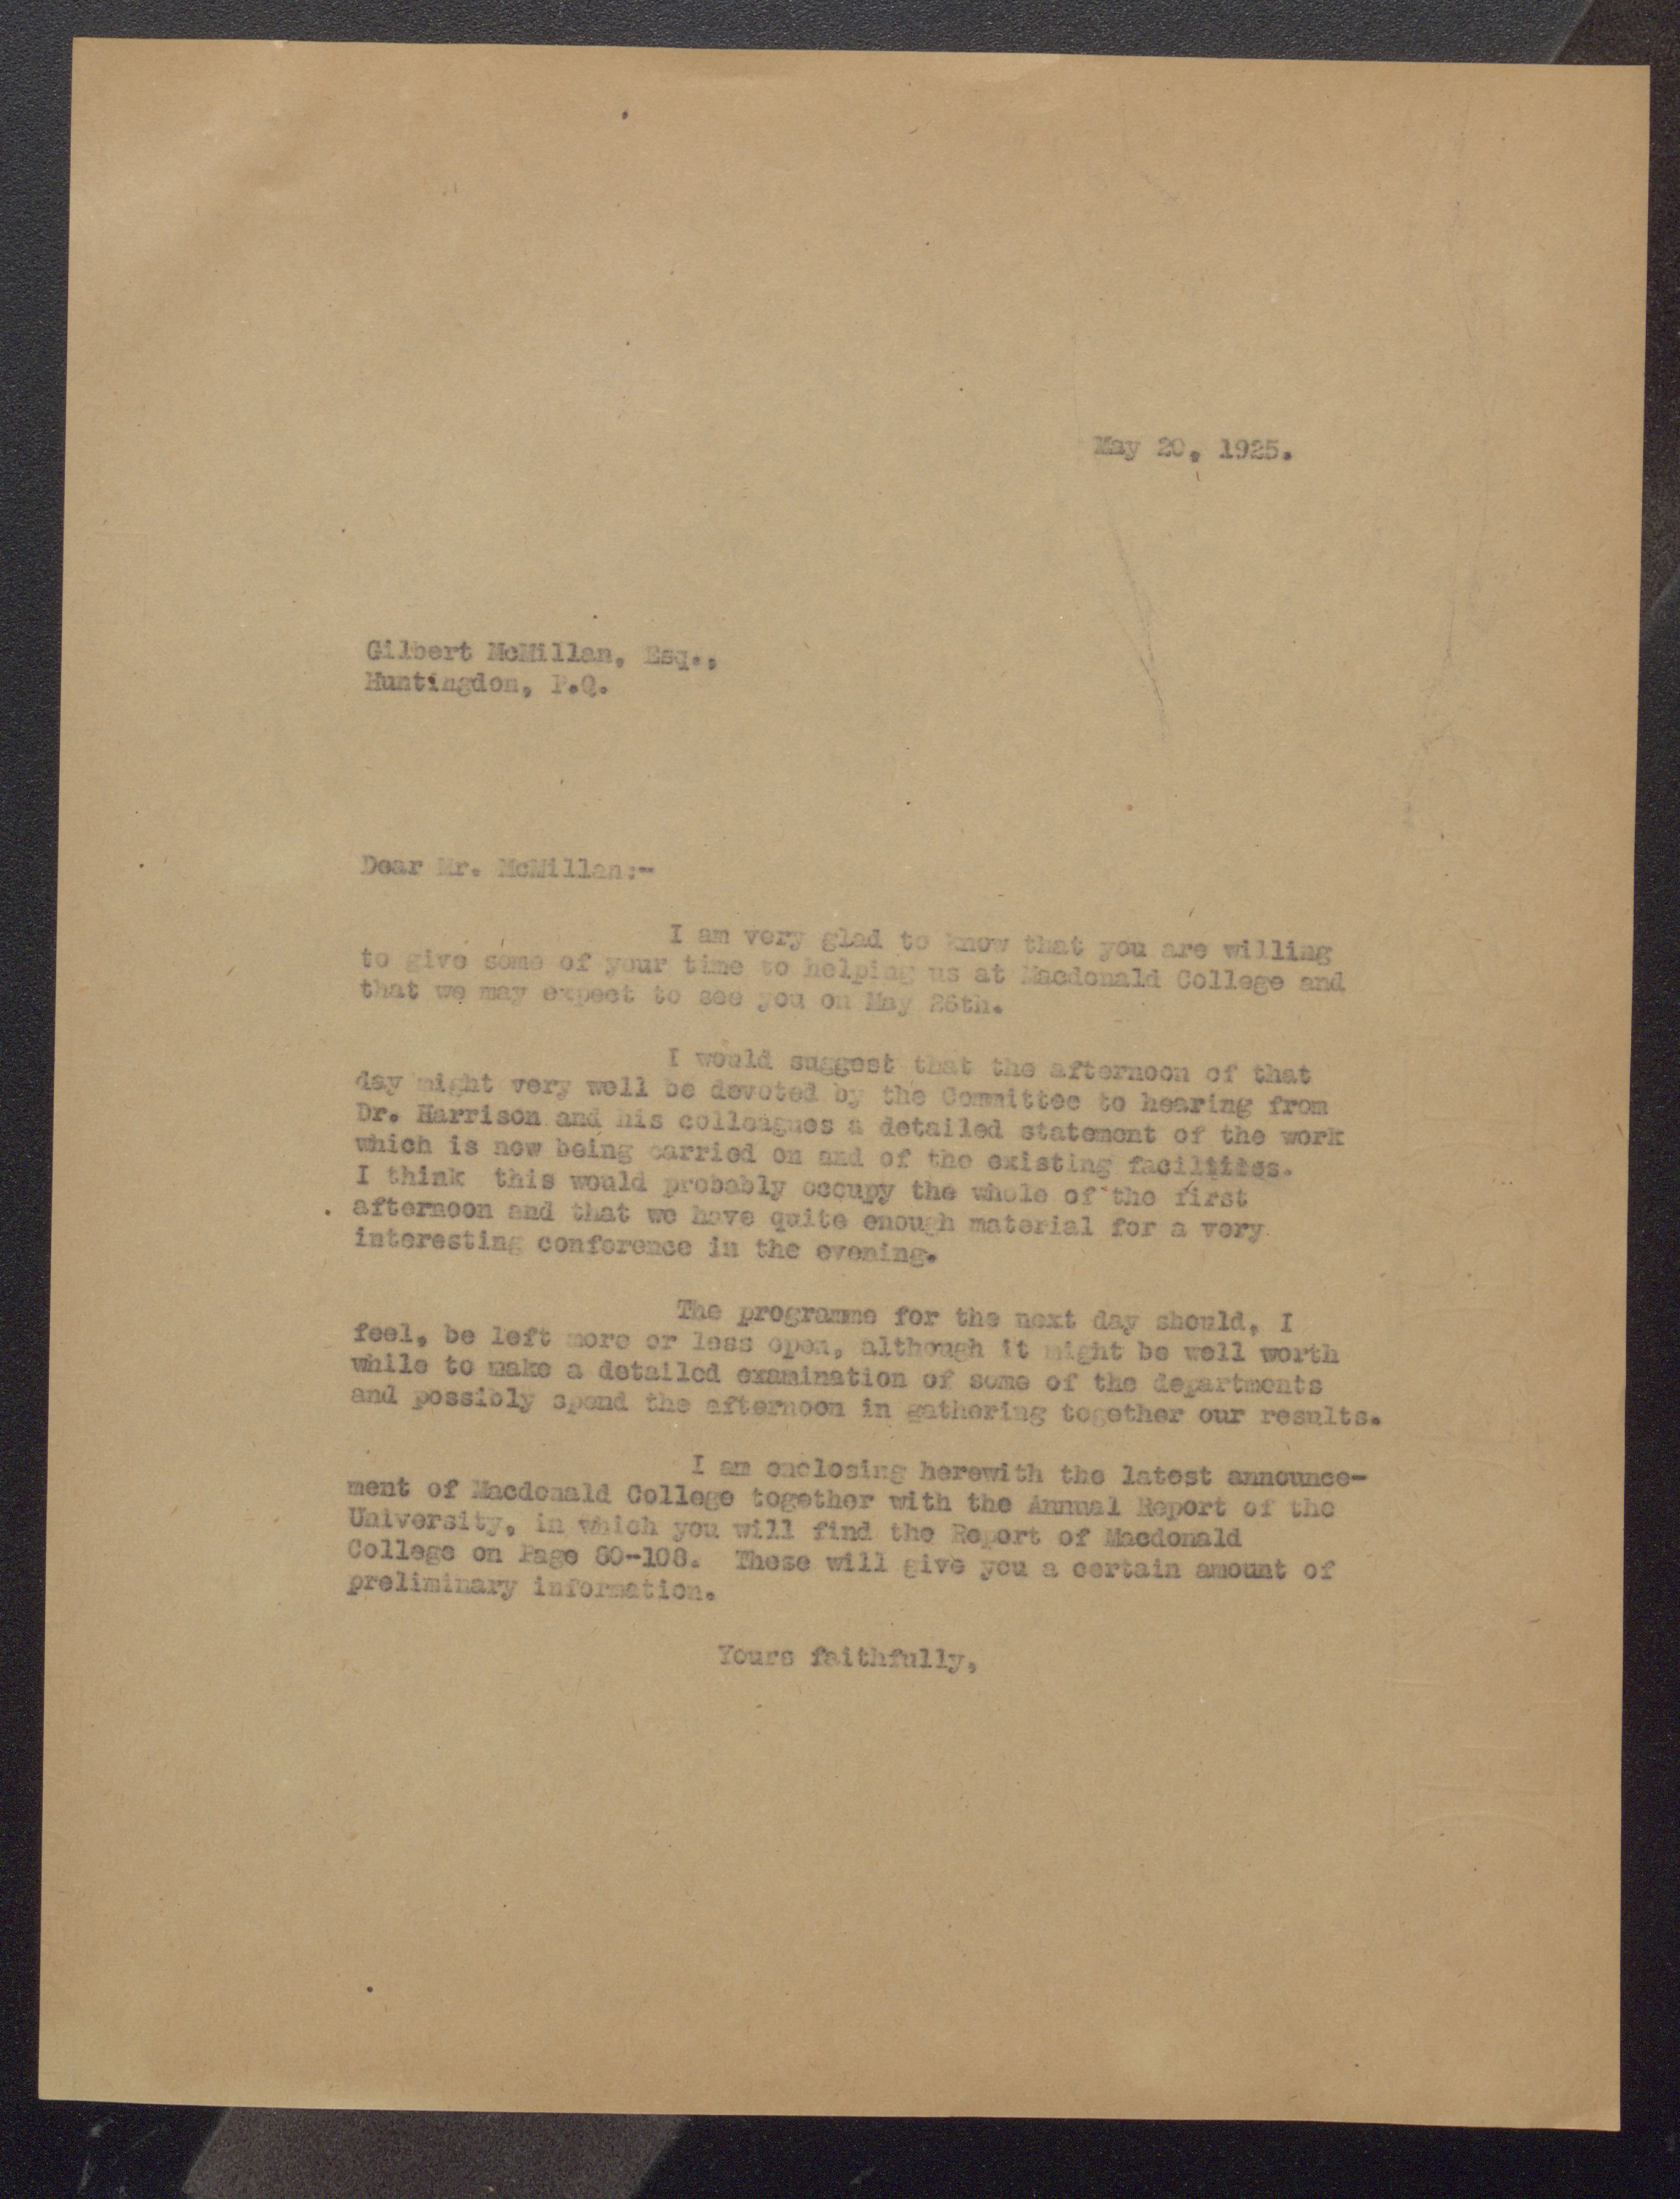 May 20, 1925.
Gilbert McMillan, Esq.,
Huntingdon, P.Q.
Dear Mr. McMillan:-
I am very glad to know that you are willing
to give some of your time to helping us at Macdonald College and
that we may expect to see you on May 26th.
I would suggest that the afternoon of that
day might very well be devoted by the Committee to hearing from
Dr. Harrison and his colleagues a detailed statement of the work
which is now being carried on and of the existing facilities.
I think this would probably occupy the whole of the first
afternoon and that we have quite enough material for a very
interesting conference in the evening.
The programme for the next day should, I
feel, be left more or less open, although it might be well worth
while to make a detailed examination of some of the departments
and possibly spend the afternoon in gathering together our results.
I am enclosing herewith the latest announce-
ment of Macdonald College together with the Annual Report of the
University, in which you will find the Report of Macdonald
College on Page These will give you a certain amount of
preliminary information.
Yours faithfully,